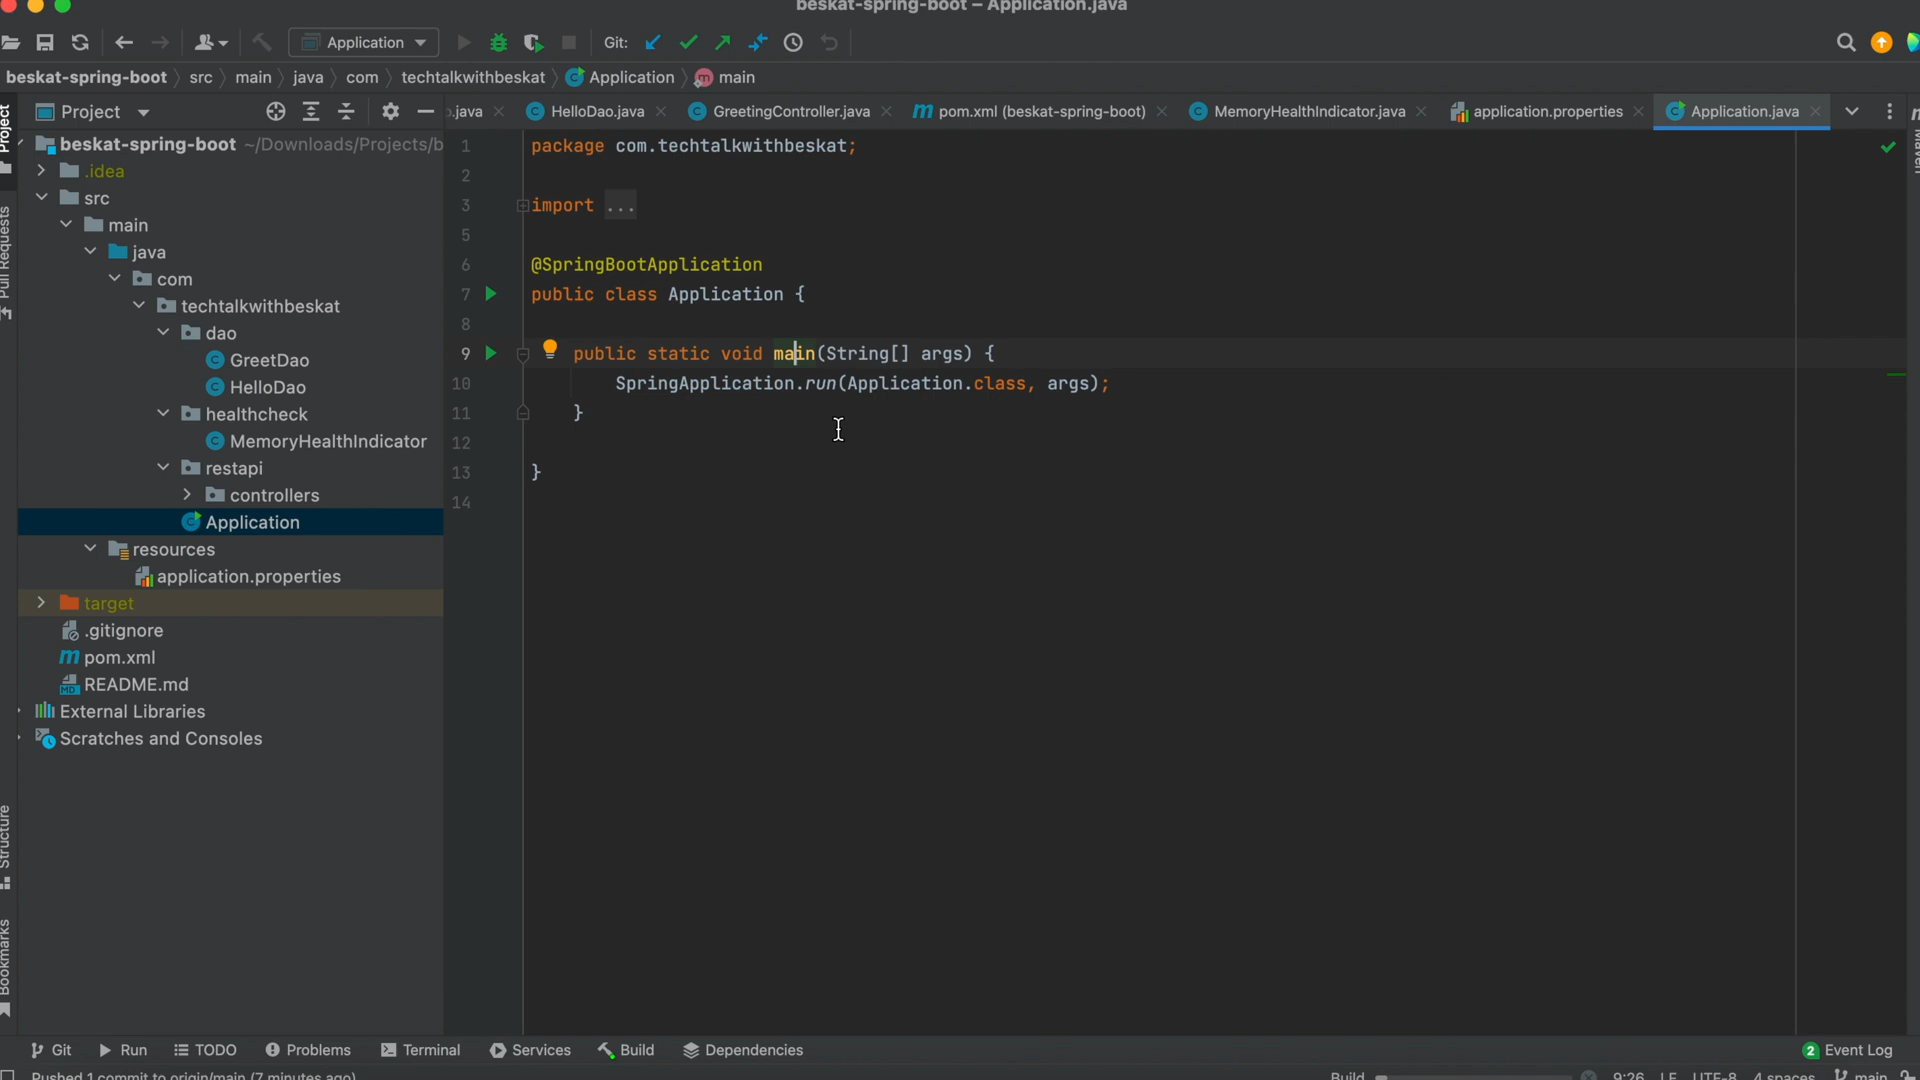 beskat-spring-boot – Application.java
Application
Git:
beskat-spring-boot src main java com techtalkwithbeskat Application main
Project
.java HelloDao.java GreetingController.java pom.xml (beskat-spring-boot) MemoryHealthIndicator.java application.properties Application.java
Project
Pull Requests
Structure
Bookmarks
Maven
beskat-spring-boot ~/Downloads/Projects/b
.idea
src
main
java
com
techtalkwithbeskat
dao
GreetDao
HelloDao
healthcheck
MemoryHealthIndicator
restapi
controllers
Application
resources
application.properties
target
.gitignore
pom.xml
README.md
External Libraries
Scratches and Consoles
1 package com.techtalkwithbeskat;
2
3 import ...
5
6 @SpringBootApplication
7 public class Application {
8
9 public static void main(String[] args) {
10 SpringApplication.run(Application.class, args);
11 }
12
13 }
14
Git Run TODO Problems Terminal Services Build Dependencies 2 Event Log
Pushed 1 commit to origin/main (7 minutes ago) Build 9:26 LF UTF-8 4 spaces main